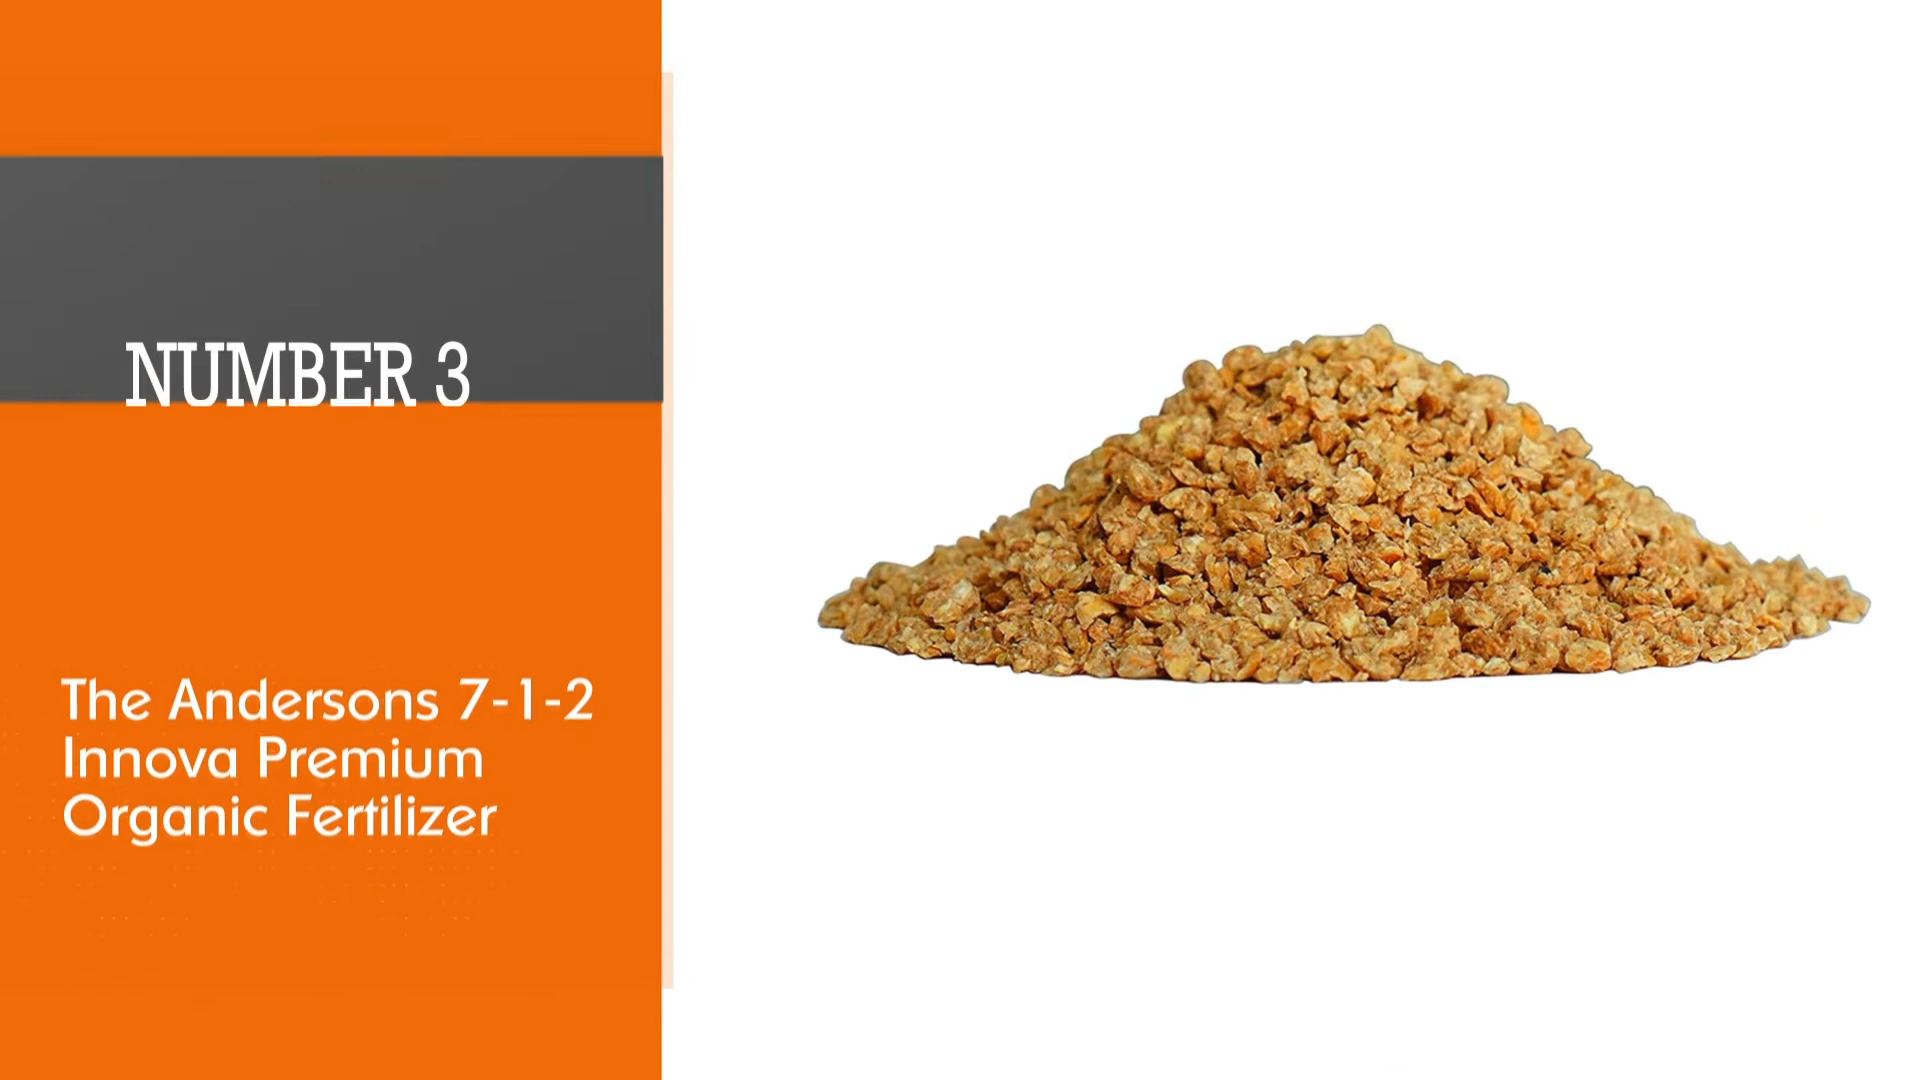 NUMBER 3
The Andersons 7-1-2
Innova Premium
Organic Fertilizer